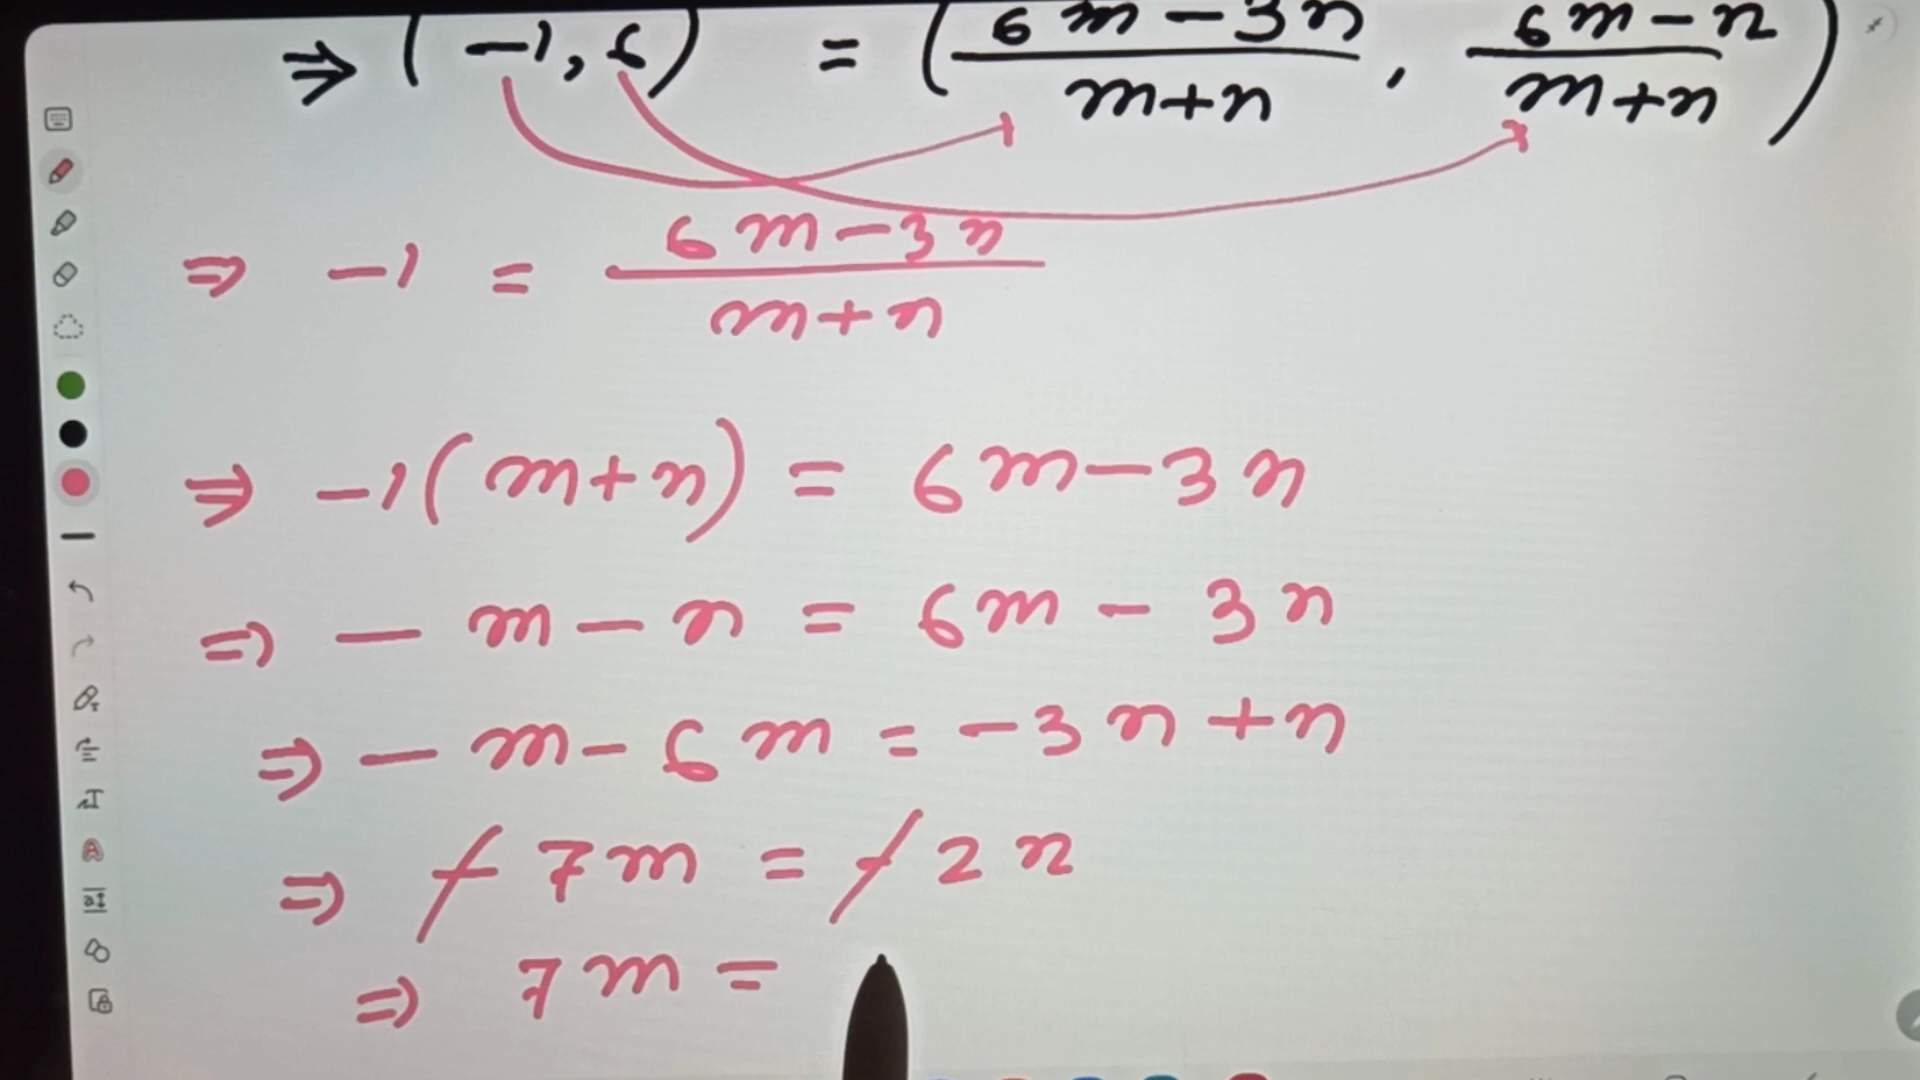 ⇒ (-1, 6) = (6m-3n/m+n, 6m-n/m+n)
⇒ -1 = 6m-3n/m+n
⇒ -1(m+n) = 6m-3n
⇒ -m-n = 6m-3n
⇒ -m-6m = -3n+n
⇒ -7m = -2n
⇒ 7m =